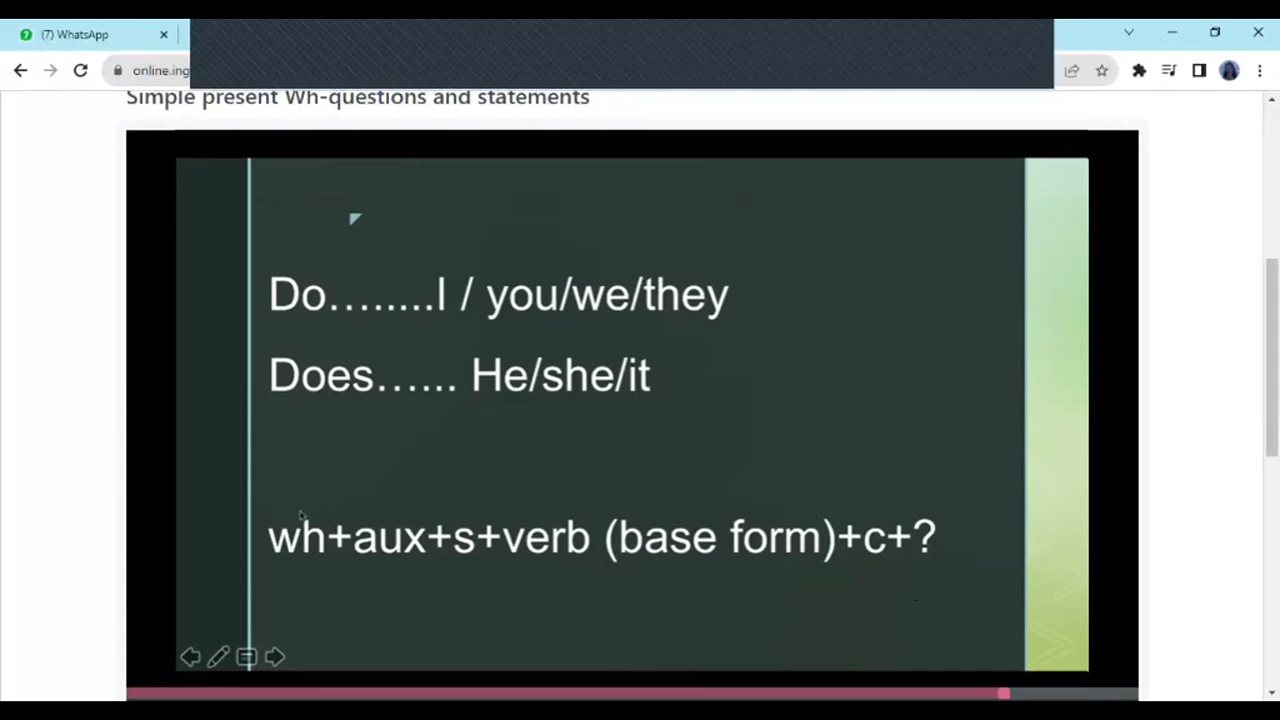 (7) WhatsApp
online.ing
Simple present Wh-questions and statements
Do….....I / you/we/they
Does…... He/she/it
wh+aux+s+verb (base form)+c+?